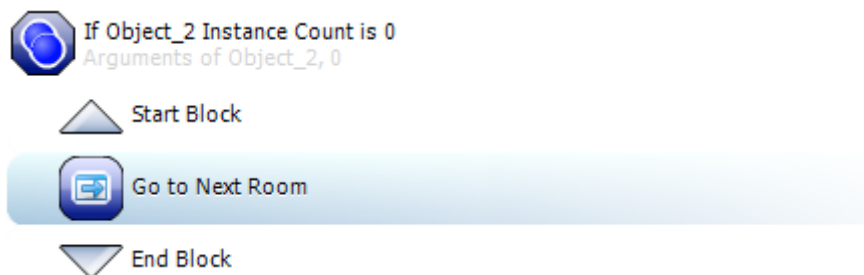 If Object_2 Instance Count is 0
Arguments of Object_2, 0
Start Block
Go to Next Room
End Block